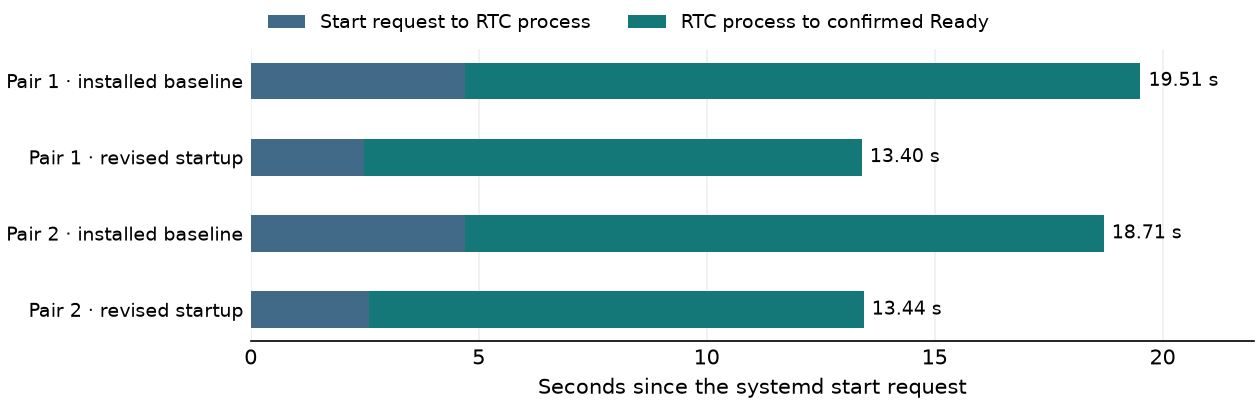 Start request to RTC process
RTC process to confirmed Ready
Pair 1 · installed baseline
19.51 s
Pair 1 · revised startup
13.40 s
Pair 2 · installed baseline
18.71 s
Pair 2 · revised startup
13.44 s
0 5 10 15 20
Seconds since the systemd start request